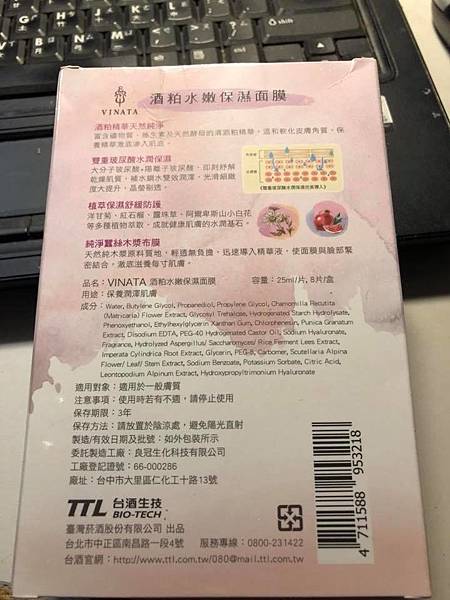 VINATA
酒粕水嫩保濕面膜
酒粕精華天然純淨
富含礦物質、維生素及天然酵母的清酒粕精華，溫和軟化皮膚角質，保
養精華澈底滲入肌底。
雙重玻尿酸水潤保濕
大分子玻尿酸+陽離子玻尿酸，即刻紓解
乾燥肌質，補水鎖水雙效潤澤，光滑細緻
度大提升，晶瑩剔透。
(雙重玻尿酸水潤保濕因素導入)
植萃保濕舒緩防護
洋甘菊、紅石榴、露珠草、阿爾卑斯山小白花
等多種植物萃取，成就健康肌膚的水潤基石。
純淨蠶絲木漿布膜
天然純木漿原料質地，輕透無負擔，迅速導入精華液，使面膜與臉部緊
密結合，澈底滋養每寸肌膚。
品名：VINATA 酒粕水嫩保濕面膜
容量：25ml/片, 8片/盒
用途：保養潤澤肌膚
成分：Water, Butylene Glycol, Propanediol, Propylene Glycol, Chamomilla Recutita
(Matricaria) Flower Extract, Glycosyl Trehalose, Hydrogenated Starch Hydrolysate,
Phenoxyethanol, Ethylhexylglycerin Xanthan Gum, Chlorphenesin, Punica Granatum
Extract, Disodium EDTA, PEG-40 Hydrogenated Castor Oil, Sodium Hyaluronate,
Fragrance, Hydrolyzed Aspergillus/ Saccharomyces/ Rice Ferment Lees Extract,
Imperata Cylindrica Root Extract, Glycerin, PEG-8, Carbomer, Scutellaria Alpina
Flower/ Leaf/ Stem Extract, Sodium Benzoate, Potassium Sorbate, Citric Acid,
Leontopodium Alpinum Extract, Hydroxypropyltrimonium Hyaluronate
適用對象：適用於一般膚質
注意事項：使用時若有不適，請停止使用
保存期限：3年
保存方法：請放置於陰涼處，避免陽光直射
製造/有效日期及批號：如外包裝所示
委託製造工廠：良冠生化科技有限公司
工廠登記證號：66-000286
廠址：台中市大里區仁化工十路13號
TTL 台酒生技
BIO-TECH
臺灣菸酒股份有限公司 出品
台北市中正區南昌路一段4號
服務專線：0800-231422
台酒官網：http://www.ttl.com.tw/080@mail.ttl.com.tw
4 711588 953218